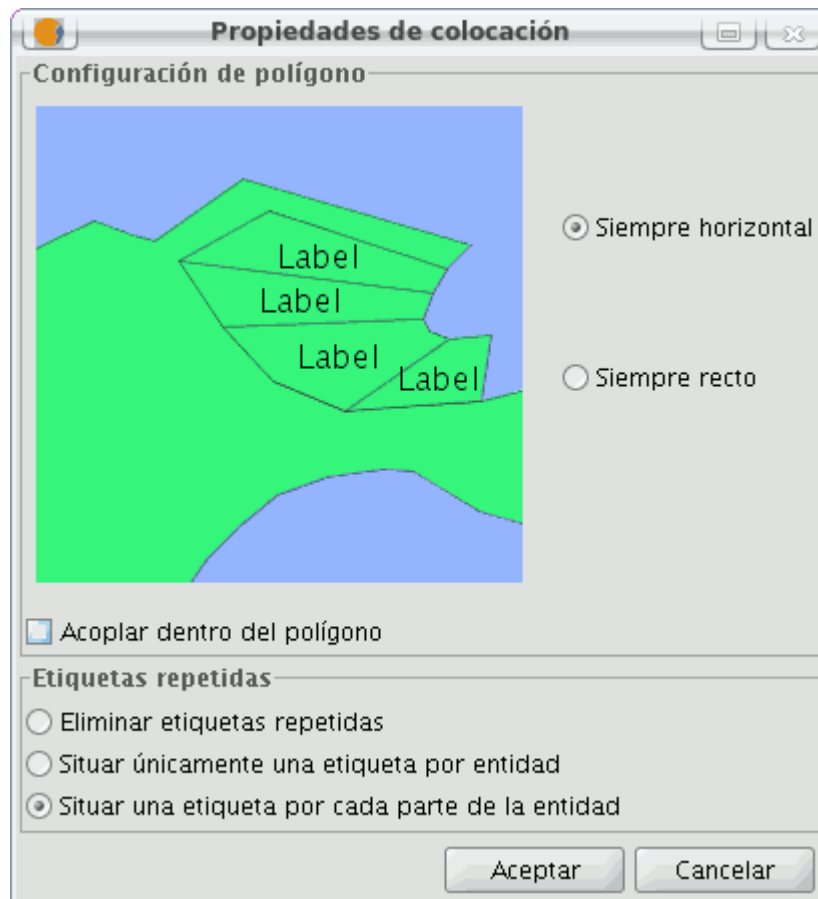 Propiedades de colocación
Configuración de polígono
Label
Label
Label
Label
Siempre horizontal
Siempre recto
Acoplar dentro del polígono
Etiquetas repetidas
Eliminar etiquetas repetidas
Situar únicamente una etiqueta por entidad
Situar una etiqueta por cada parte de la entidad
Aceptar
Cancelar